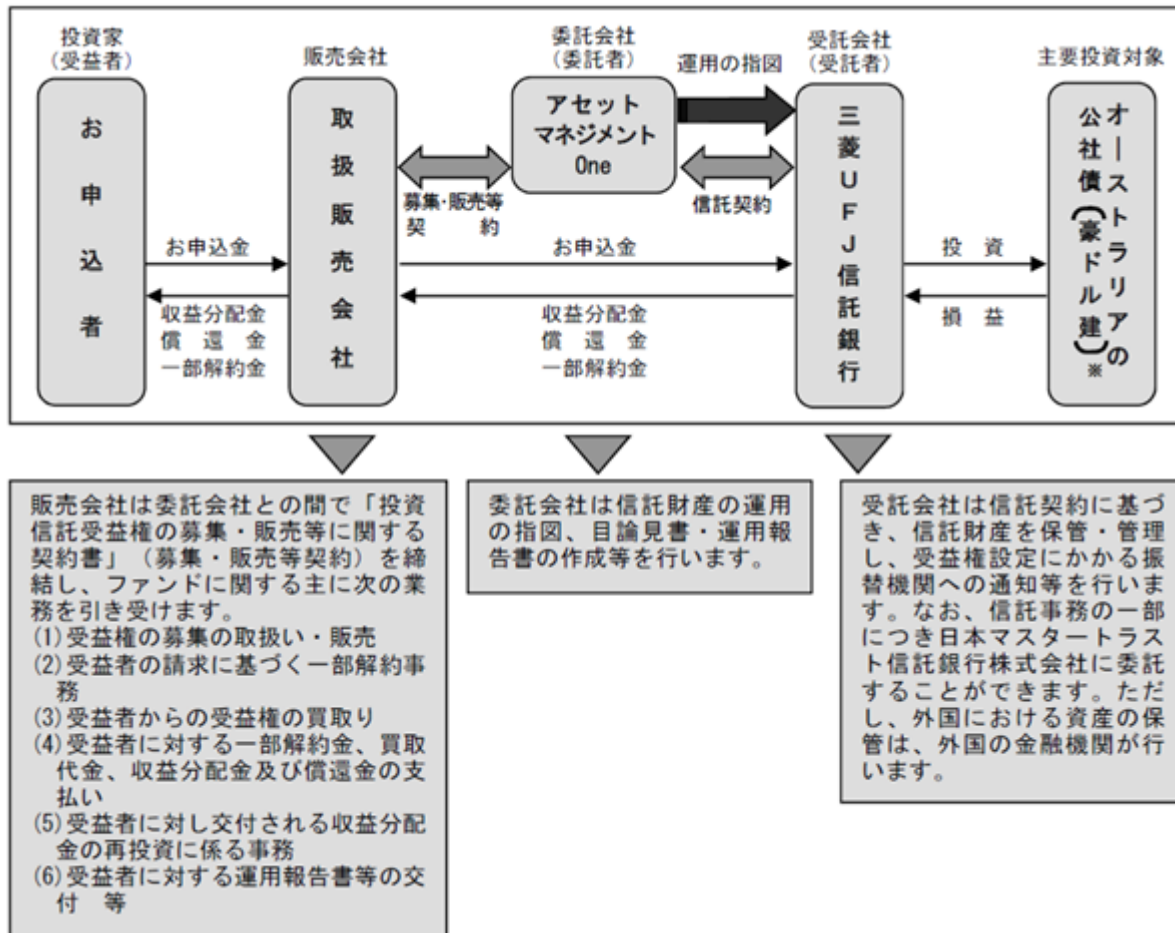 投資家
(受益者)
販売会社
委託会社
(委託者)
運用の指図
受託会社
(受託者)
主要投資対象
お申込者
取扱販売会社
アセット
マネジメント
One
三菱UFJ信託銀行
オーストラリアの
公社債(豪ドル建)※
募集・販売等
契 約
信託契約
お申込金
お申込金
投 資
収益分配金
償 還 金
一部解約金
収益分配金
償 還 金
一部解約金
損 益
販売会社は委託会社との間で「投資
信託受益権の募集・販売等に関する
契約書」(募集・販売等契約)を締
結し、ファンドに関する主に次の業
務を引き受けます。
(1)受益権の募集の取扱い・販売
(2)受益者の請求に基づく一部解約事
務
(3)受益者からの受益権の買取り
(4)受益者に対する一部解約金、買取
代金、収益分配金及び償還金の支
払い
(5)受益者に対し交付される収益分配
金の再投資に係る事務
(6)受益者に対する運用報告書等の交
付 等
委託会社は信託財産の運用
の指図、目論見書・運用報
告書の作成等を行います。
受託会社は信託契約に基づ
き、信託財産を保管・管理
し、受益権設定にかかる振
替機関への通知等を行いま
す。なお、信託事務の一部
につき日本マスタートラス
ト信託銀行株式会社に委託
することができます。ただ
し、外国における資産の保
管は、外国の金融機関が行
います。